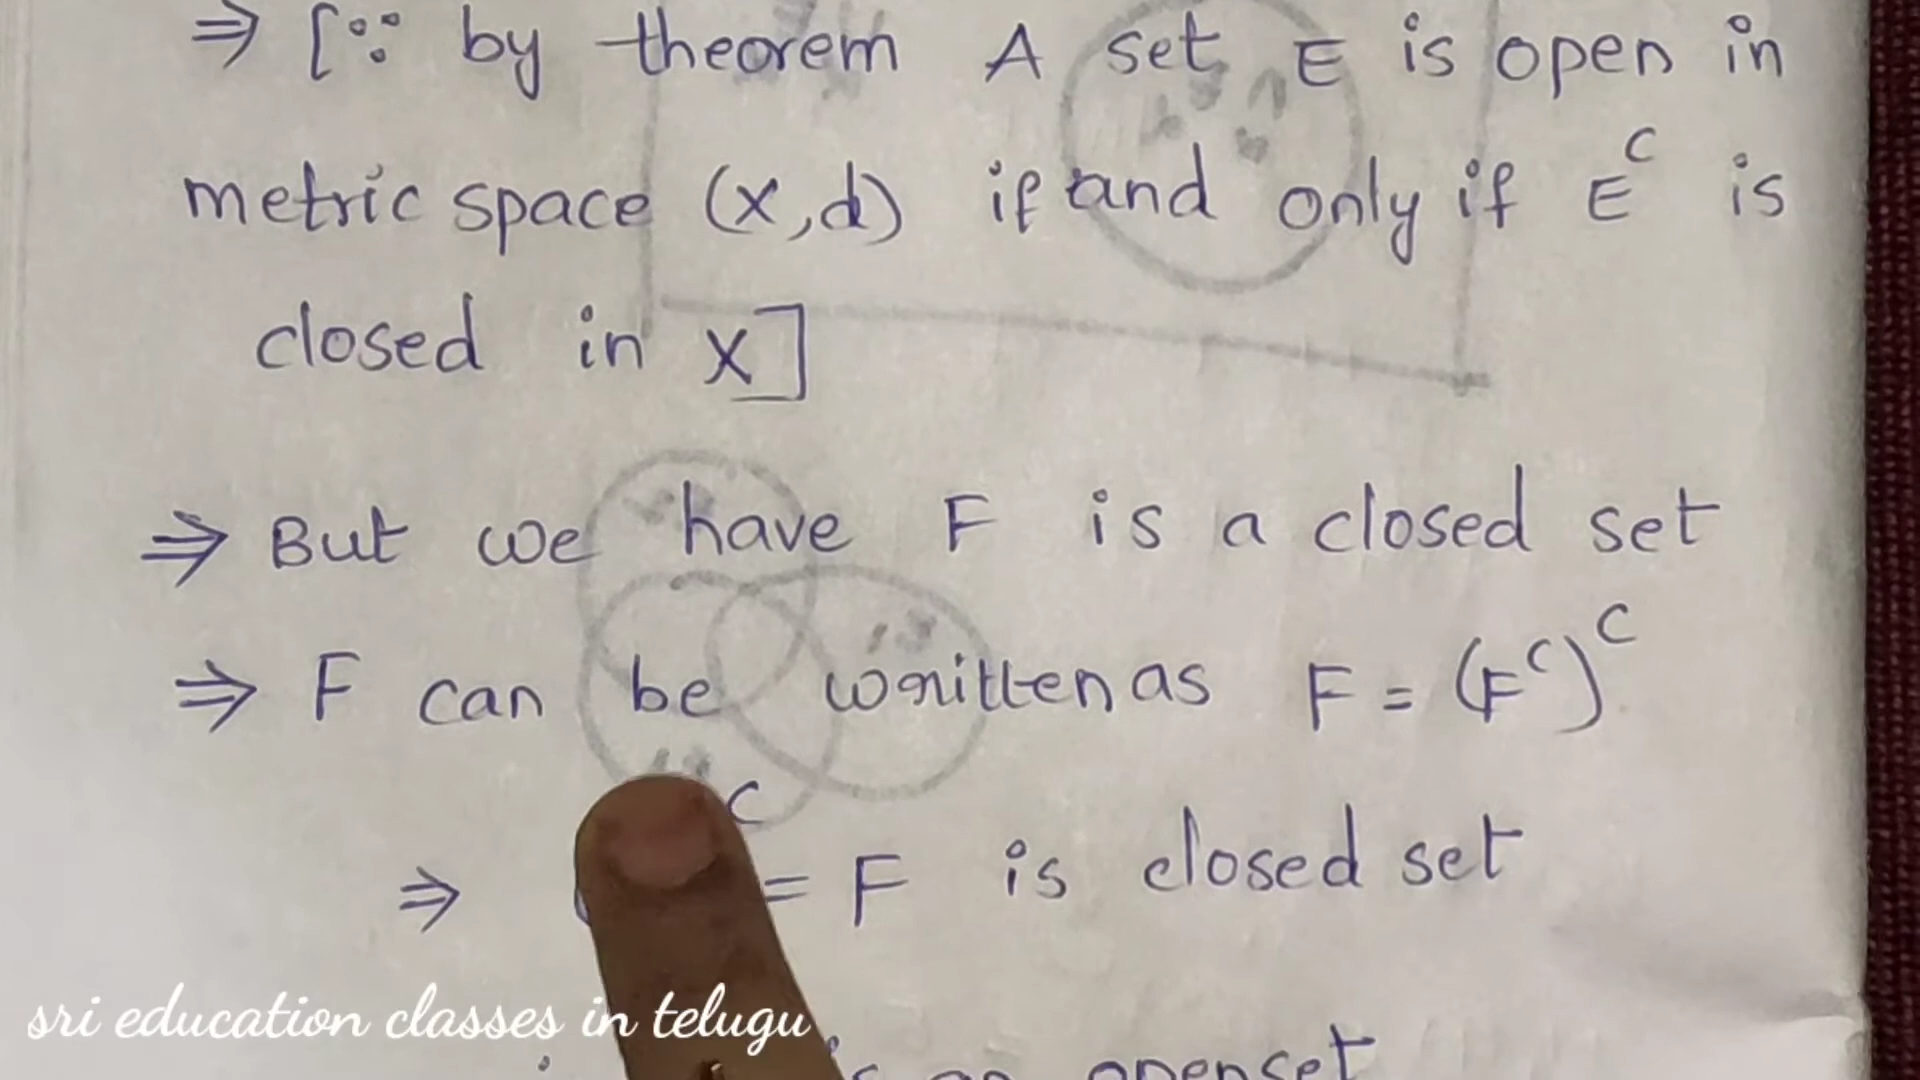 ⇒ [∵ by theorem A set E is open in
metric space (X,d) if and only if E^C is
closed in X]
⇒ But we have F is a closed set
⇒ F can be written as F = (F^C)^C
⇒ C = F is closed set
openset
sri education classes in telugu